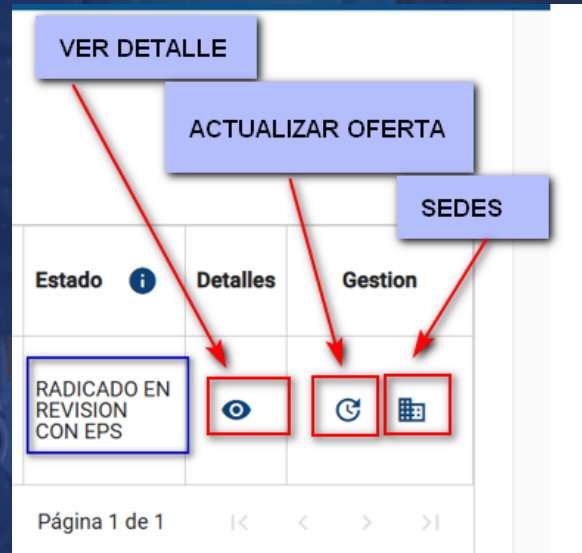 VER DETALLE
ACTUALIZAR OFERTA
SEDES
Estado
Detalles
Gestion
RADICADO EN
REVISION
CON EPS
Página 1 de 1